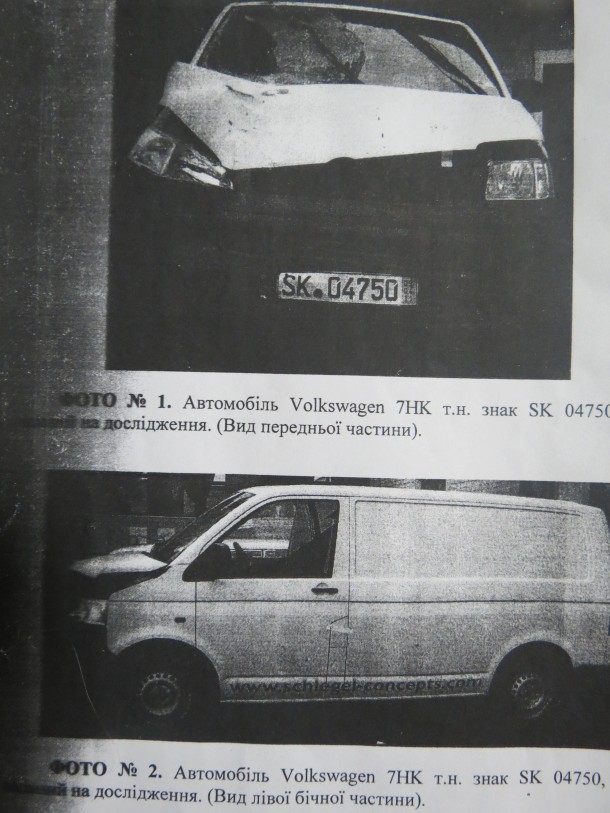 SK.04750
ФОТО № 1. Автомобіль Volkswagen 7HK т.н. знак SK 04750
на дослідження. (Вид передньої частини).
www.schlegel-concepts.com
ФОТО № 2. Автомобіль Volkswagen 7HK т.н. знак SK 04750,
на дослідження. (Вид лівої бічної частини).